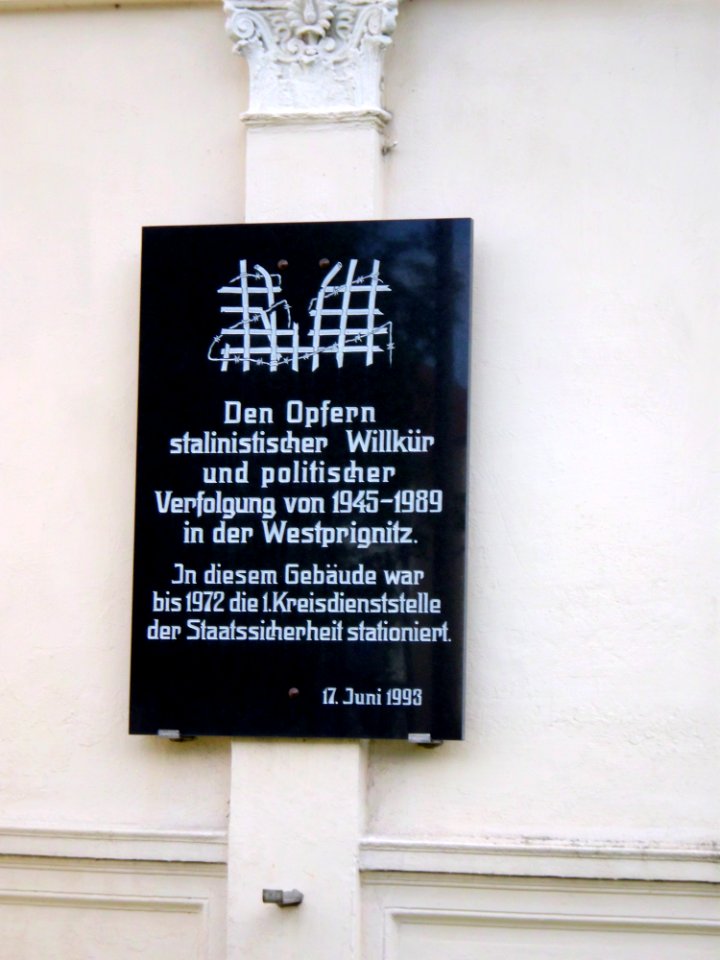 Den Opfern
stalinistischer Willkür
und politischer
Verfolgung von 1945-1989
in der Westprignitz.
In diesem Gebäude war
bis 1972 die 1.Kreisdienststelle
der Staatssicherheit stationiert.
17. Juni 1993